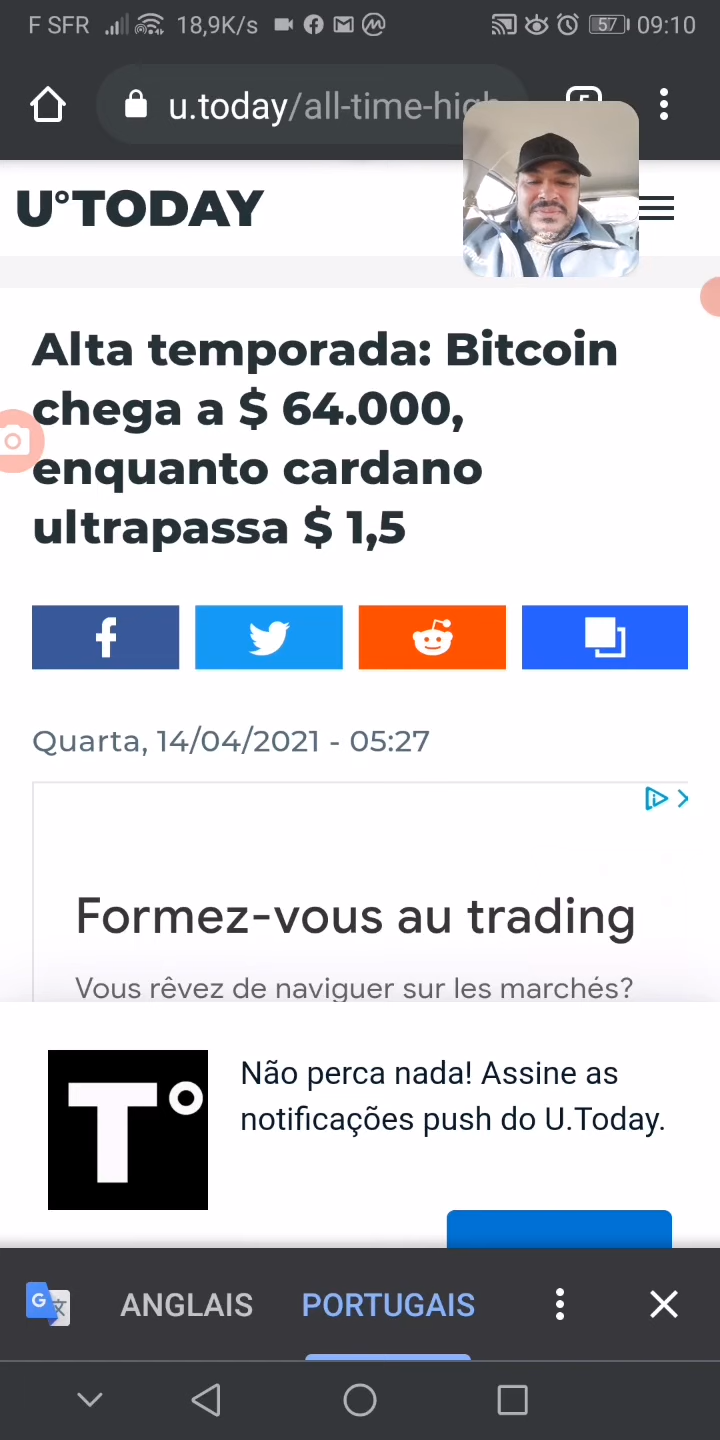 F SFR 18,9K/s 57 09:10
u.today/all-time-high
U°TODAY
Alta temporada: Bitcoin
chega a $ 64.000,
enquanto cardano
ultrapassa $ 1,5
Quarta, 14/04/2021 - 05:27
Formez-vous au trading
Vous rêvez de naviguer sur les marchés?
T°
Não perca nada! Assine as
notificações push do U.Today.
ANGLAIS PORTUGAIS